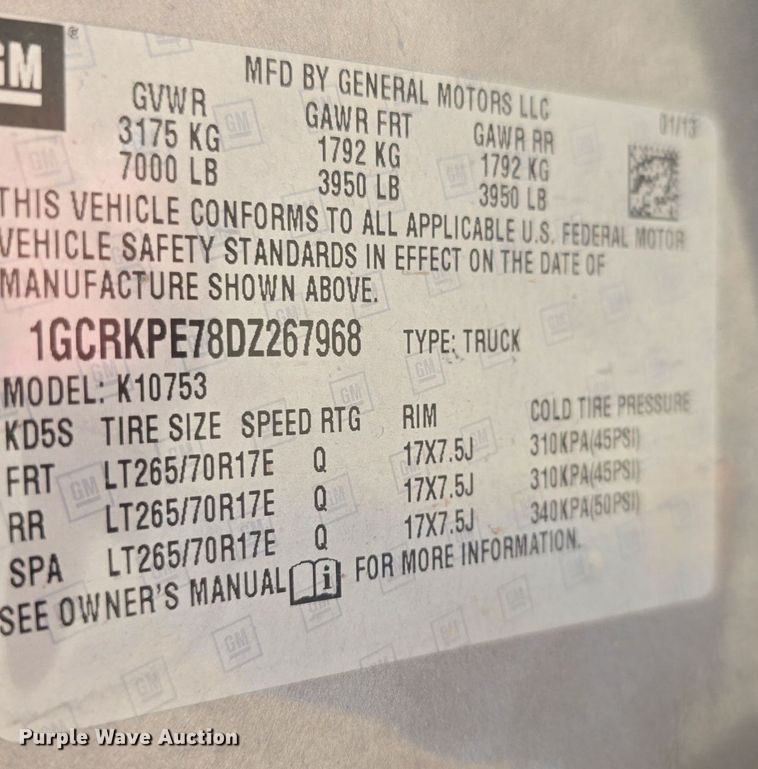 GM
MFD BY GENERAL MOTORS LLC
01/13
GVWR GAWR FRT GAWR RR
3175 KG 1792 KG 1792 KG
7000 LB 3950 LB 3950 LB
THIS VEHICLE CONFORMS TO ALL APPLICABLE U.S. FEDERAL MOTOR
VEHICLE SAFETY STANDARDS IN EFFECT ON THE DATE OF
MANUFACTURE SHOWN ABOVE.
1GCRKPE78DZ267968 TYPE: TRUCK
MODEL: K10753
KD5S TIRE SIZE SPEED RTG RIM COLD TIRE PRESSURE
FRT LT265/70R17E Q 17X7.5J 310KPA(45PSI)
RR LT265/70R17E Q 17X7.5J 310KPA(45PSI)
SPA LT265/70R17E Q 17X7.5J 340KPA(50PSI)
SEE OWNER'S MANUAL i FOR MORE INFORMATION.
Purple Wave Auction